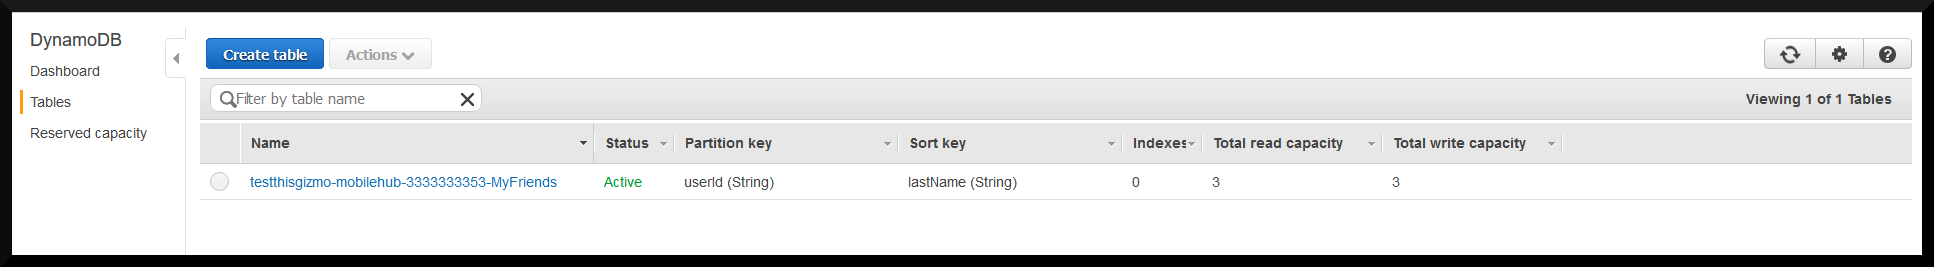 DynamoDB
Dashboard
Tables
Reserved capacity
Create table
Actions
Filter by table name
Viewing 1 of 1 Tables
Name Status Partition key Sort key Indexes Total read capacity Total write capacity
testthisgizmo-mobilehub-3333333353-MyFriends Active userId (String) lastName (String) 0 3 3